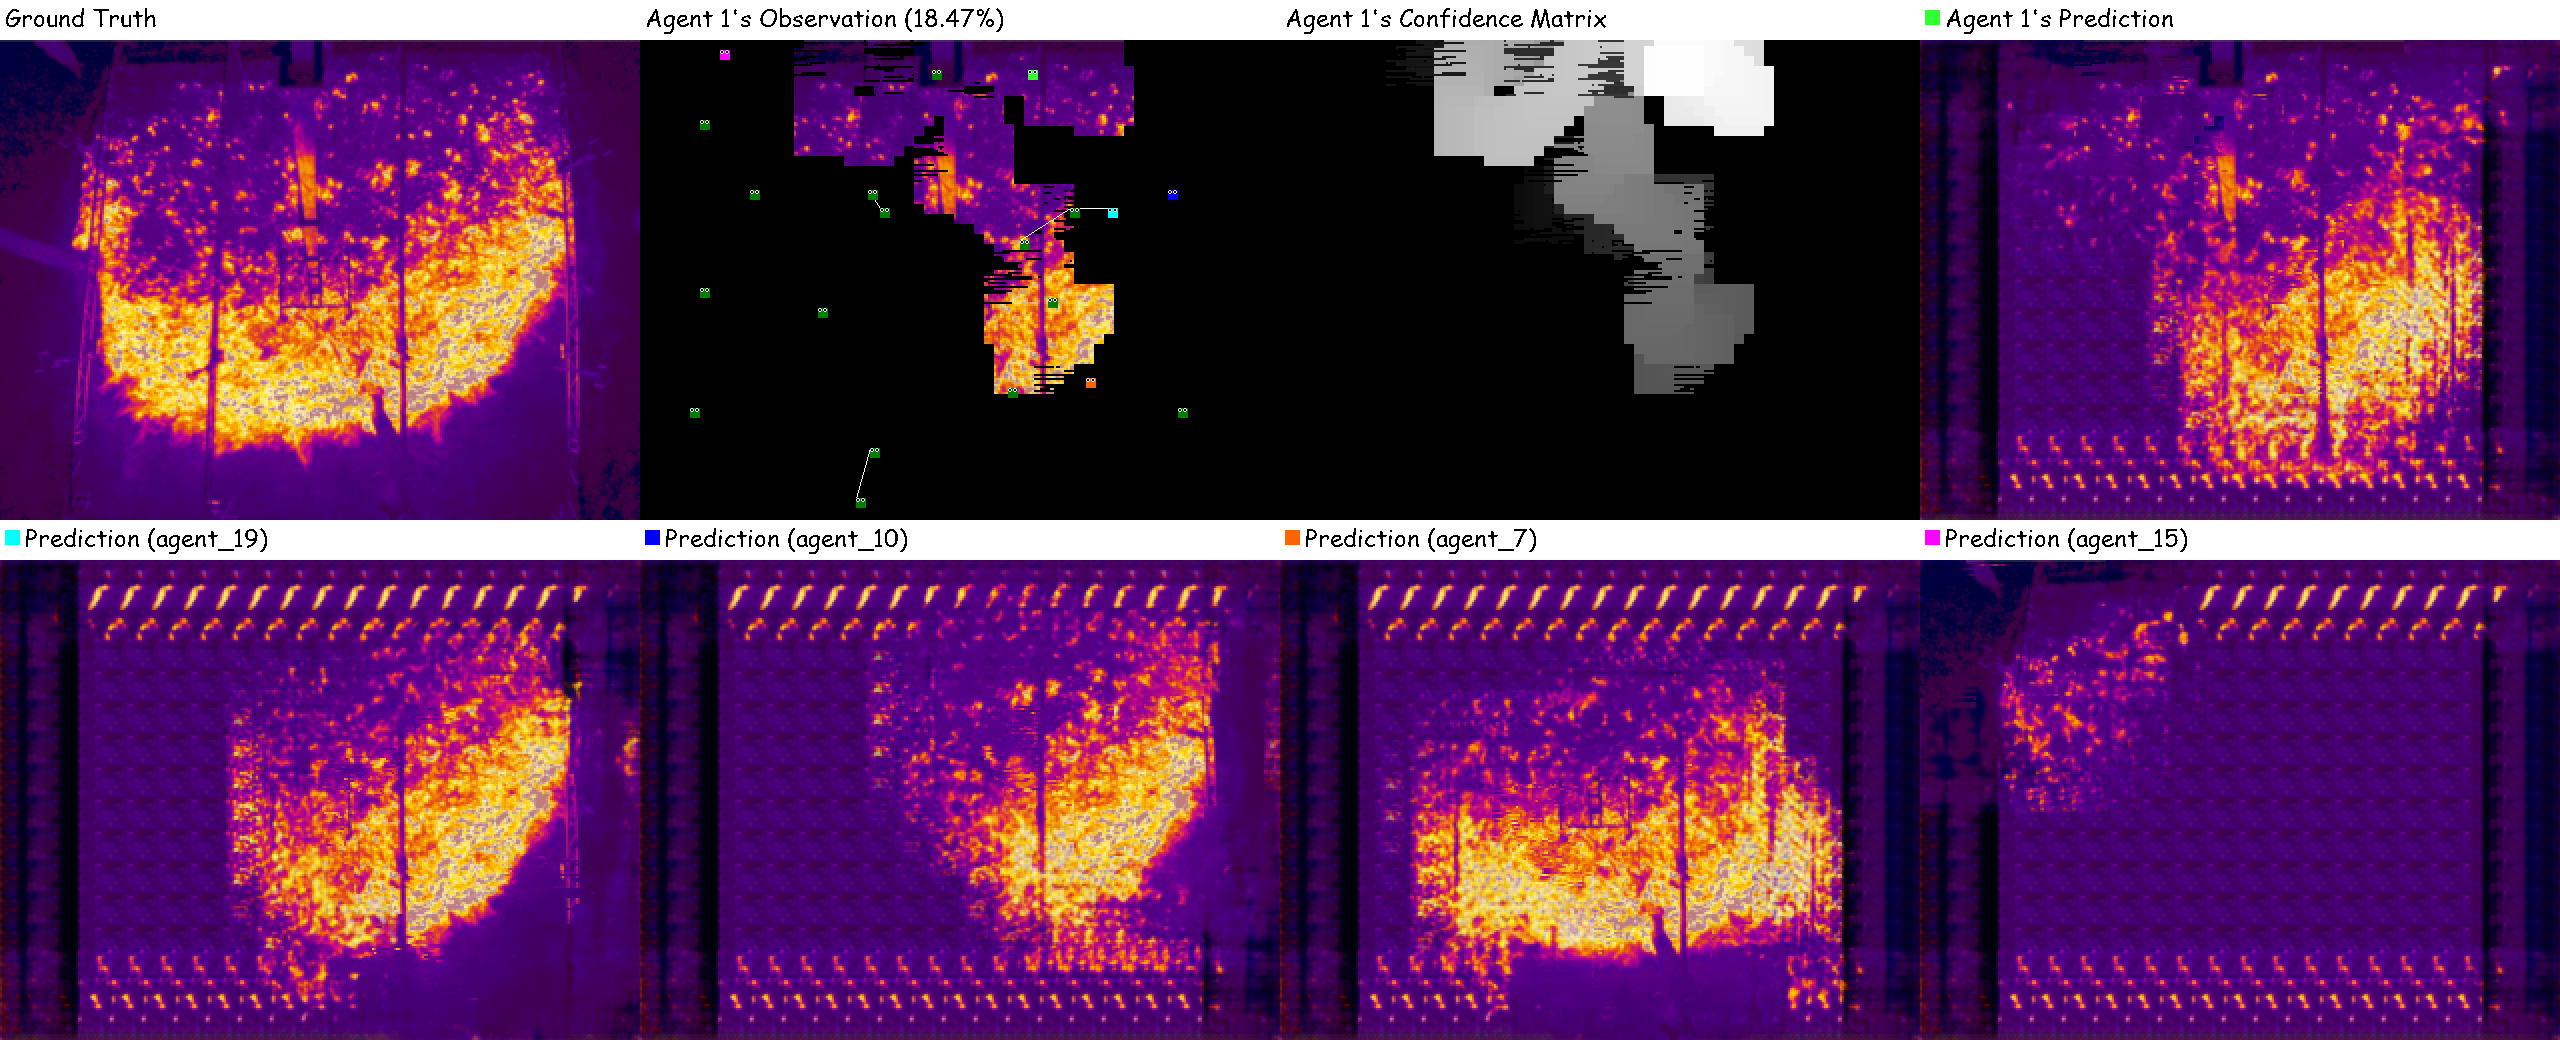 Ground Truth
Agent 1's Observation (18.47%)
Agent 1's Confidence Matrix
Agent 1's Prediction
Prediction (agent_19)
Prediction (agent_10)
Prediction (agent_7)
Prediction (agent_15)